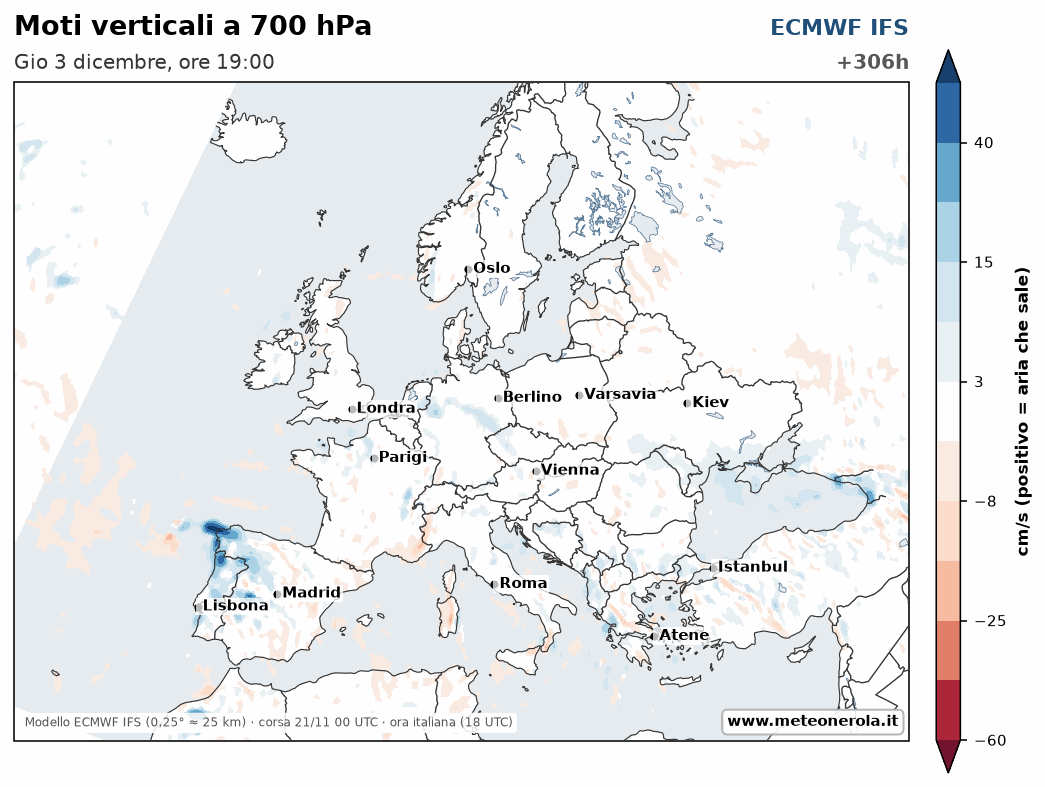 Moti verticali a 700 hPa
ECMWF IFS
Gio 3 dicembre, ore 19:00
+306h
Oslo
Berlino
Varsavia
Kiev
Londra
Parigi
Vienna
Istanbul
Roma
Madrid
Lisbona
Atene
Modello ECMWF IFS (0,25° ≈ 25 km) · corsa 21/11 00 UTC · ora italiana (18 UTC)
www.meteonerola.it
40
15
3
−8
−25
−60
cm/s (positivo = aria che sale)